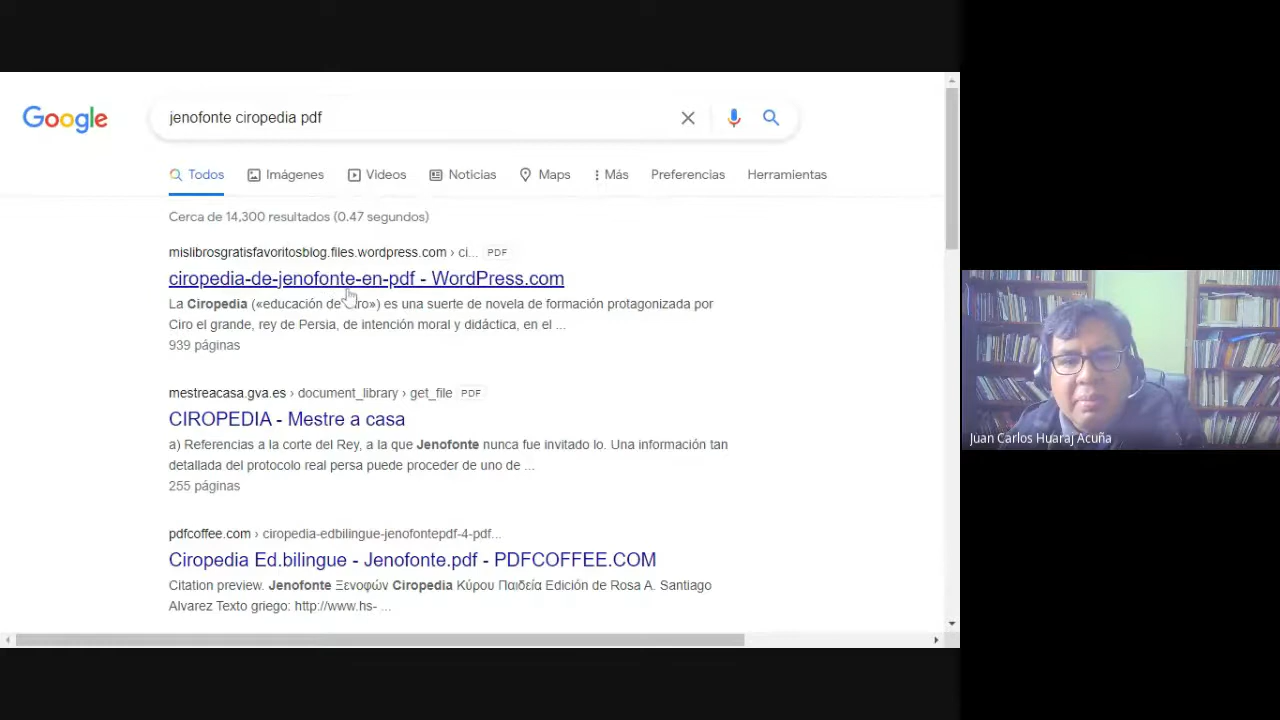 Google
jenofonte ciropedia pdf
Todos Imágenes Videos Noticias Maps Más Preferencias Herramientas
Cerca de 14,300 resultados (0.47 segundos)
mislibrosgratisfavoritosblog.files.wordpress.com › ci... PDF
ciropedia-de-jenofonte-en-pdf - WordPress.com
La Ciropedia («educación de Ciro») es una suerte de novela de formación protagonizada por
Ciro el grande, rey de Persia, de intención moral y didáctica, en el ...
939 páginas
mestreacasa.gva.es › document_library › get_file PDF
CIROPEDIA - Mestre a casa
a) Referencias a la corte del Rey, a la que Jenofonte nunca fue invitado lo. Una información tan
detallada del protocolo real persa puede proceder de uno de ...
255 páginas
pdfcoffee.com › ciropedia-edbilingue-jenofontepdf-4-pdf...
Ciropedia Ed.bilingue - Jenofonte.pdf - PDFCOFFEE.COM
Citation preview. Jenofonte Ξενοφών Ciropedia Κύρου Παιδεία Edición de Rosa A. Santiago
Alvarez Texto griego: http://www.hs- ...
Juan Carlos Huaraj Acuña